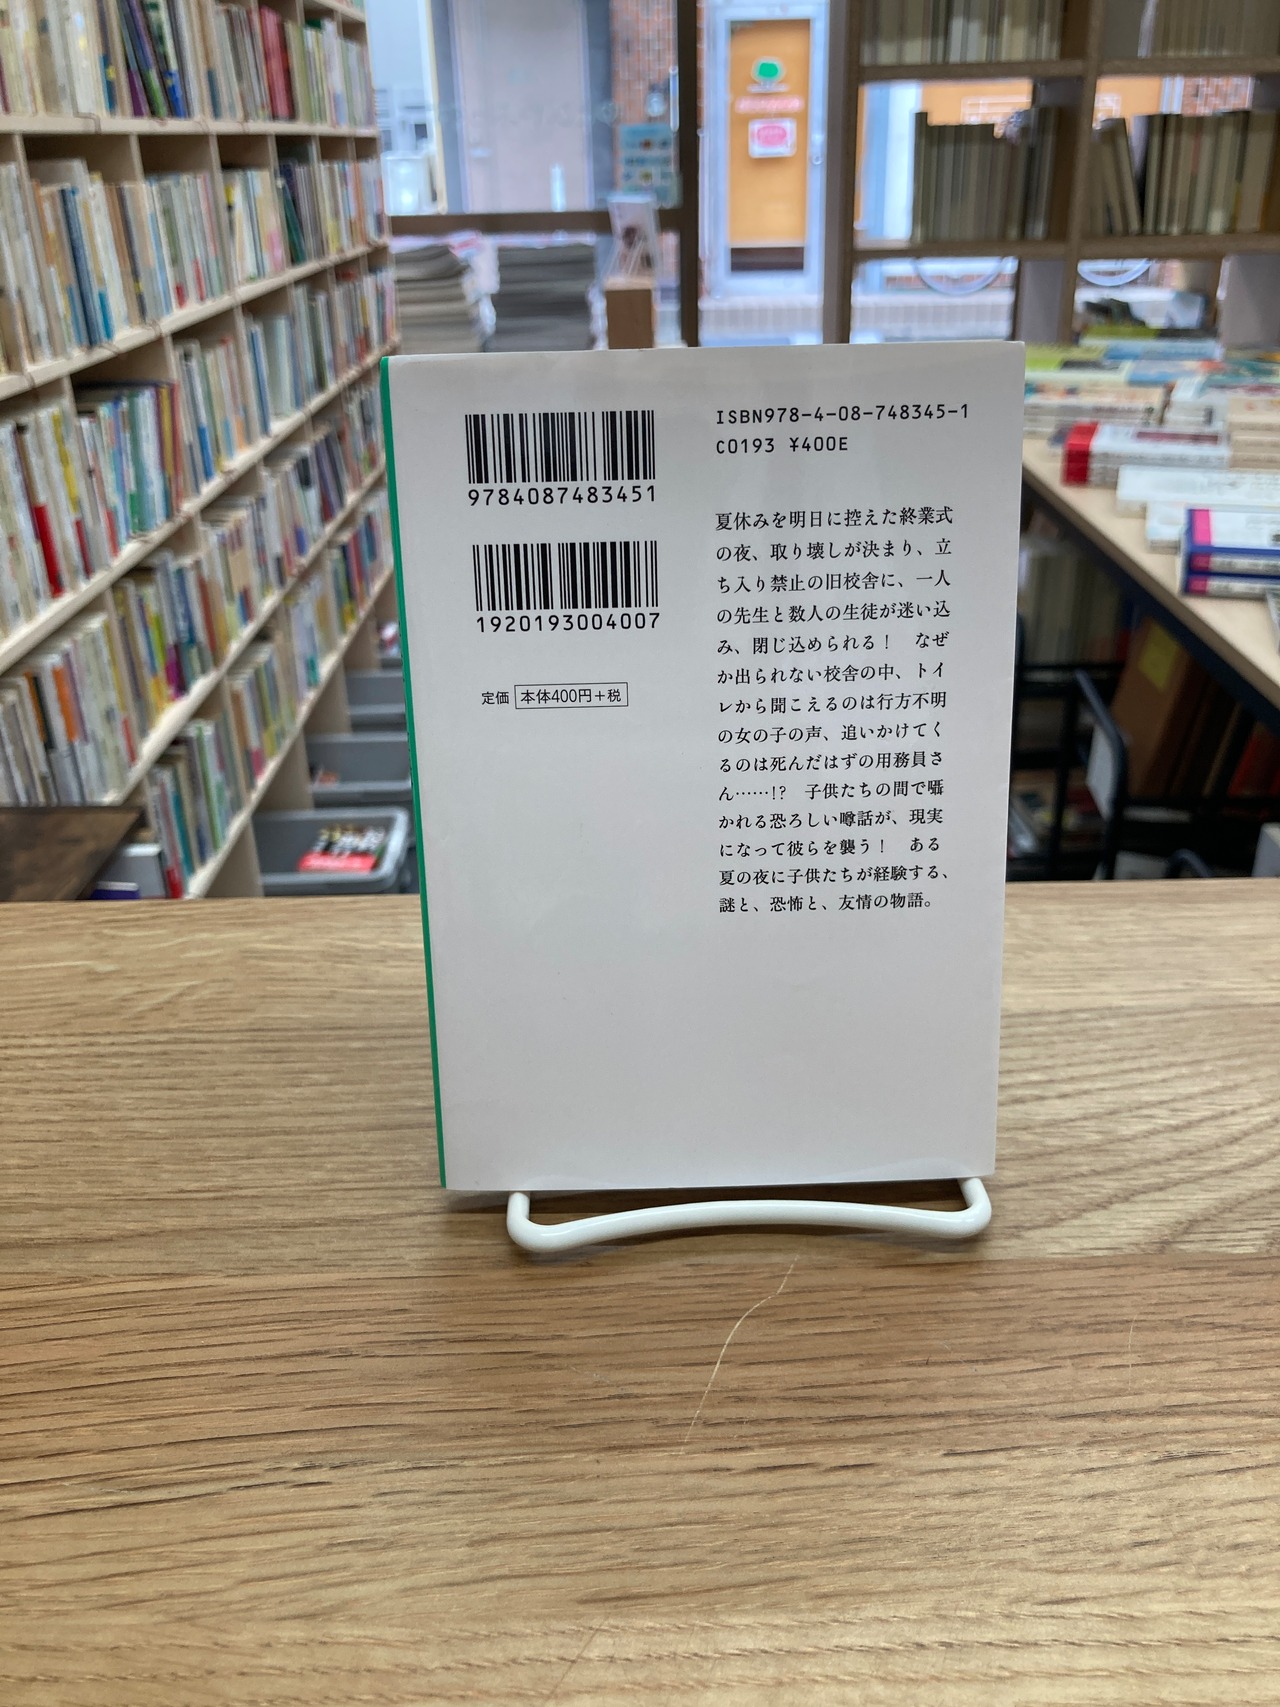 9784087483451
1920193004007
定価 本体400円+税
ISBN978-4-08-748345-1
C0193 ¥400E
夏休みを明日に控えた終業式
の夜、取り壊しが決まり、立
ち入り禁止の旧校舎に、一人
の先生と数人の生徒が迷い込
み、閉じ込められる！　なぜ
か出られない校舎の中、トイ
レから聞こえるのは行方不明
の女の子の声、追いかけてく
るのは死んだはずの用務員さ
ん……!?　子供たちの間で囁
かれる恐ろしい噂話が、現実
になって彼らを襲う！　ある
夏の夜に子供たちが経験する、
謎と、恐怖と、友情の物語。